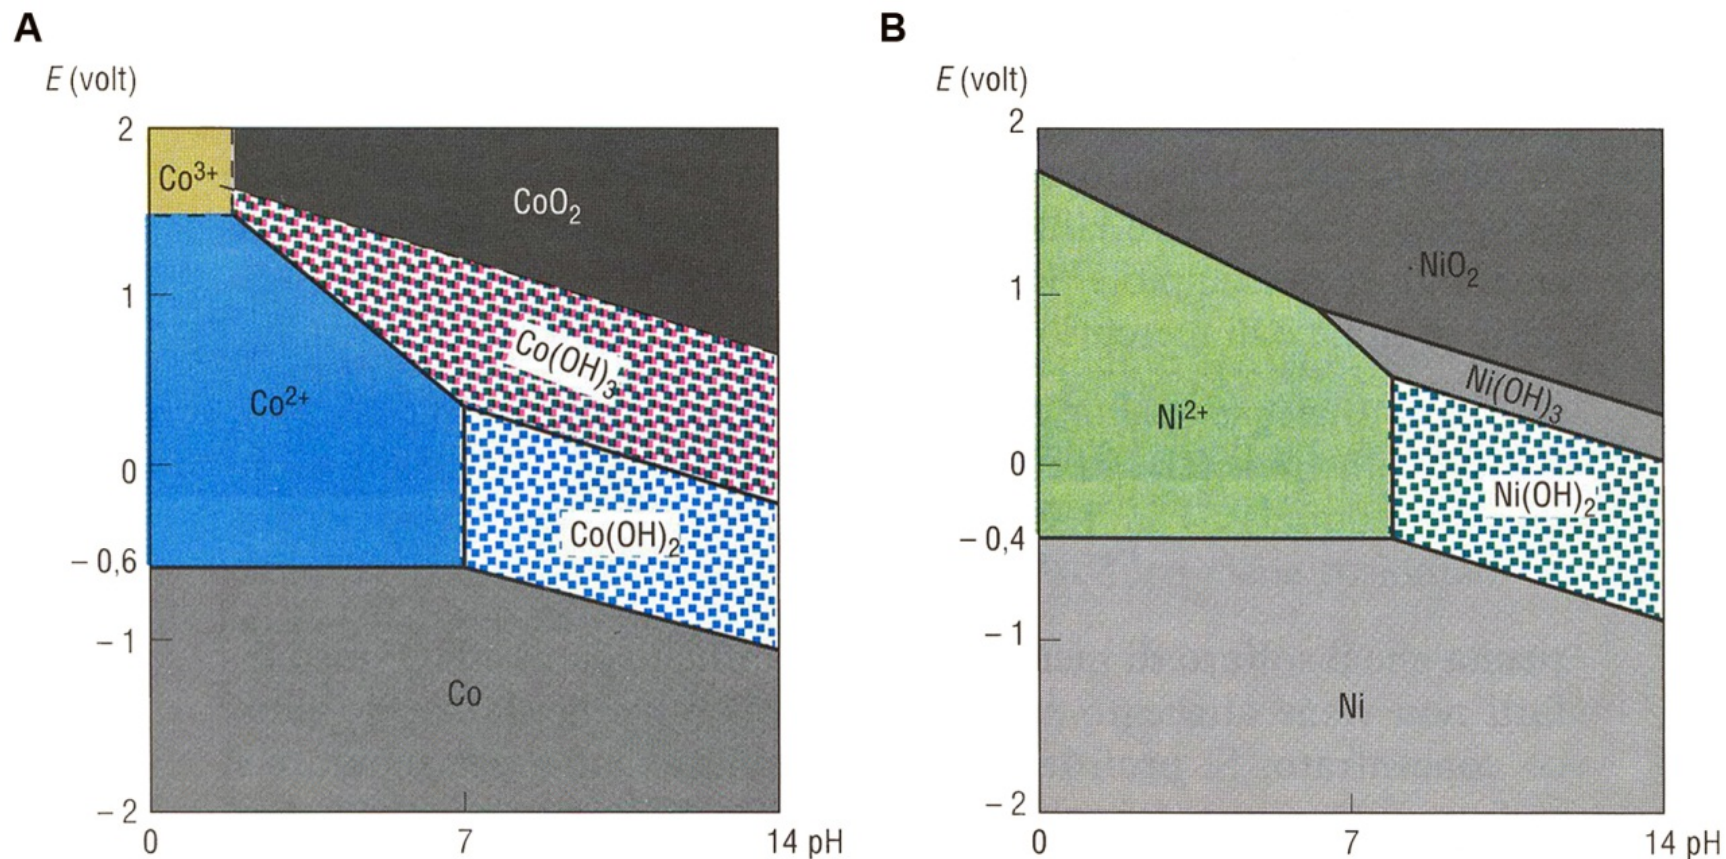 A
E (volt)
2
1
0
– 0,6
– 1
– 2
0
7
14 pH
Co³⁺
CoO₂
Co(OH)₃
Co²⁺
Co(OH)₂
Co
B
E (volt)
2
1
0
– 0,4
– 1
– 2
0
7
14 pH
NiO₂
Ni(OH)₃
Ni²⁺
Ni(OH)₂
Ni